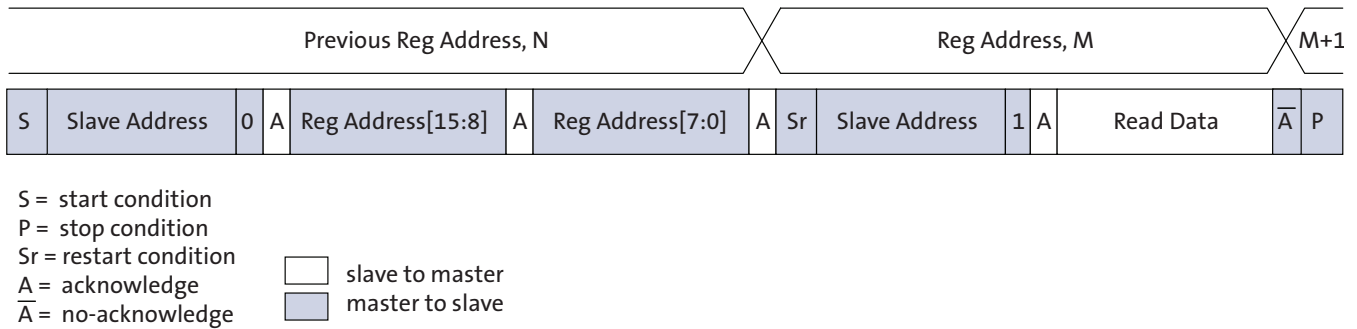 Previous Reg Address, N Reg Address, M M+1
S Slave Address 0 A Reg Address[15:8] A Reg Address[7:0] A Sr Slave Address 1 A Read Data A̅ P
S = start condition
P = stop condition
Sr = restart condition
A = acknowledge
A̅ = no-acknowledge
slave to master
master to slave